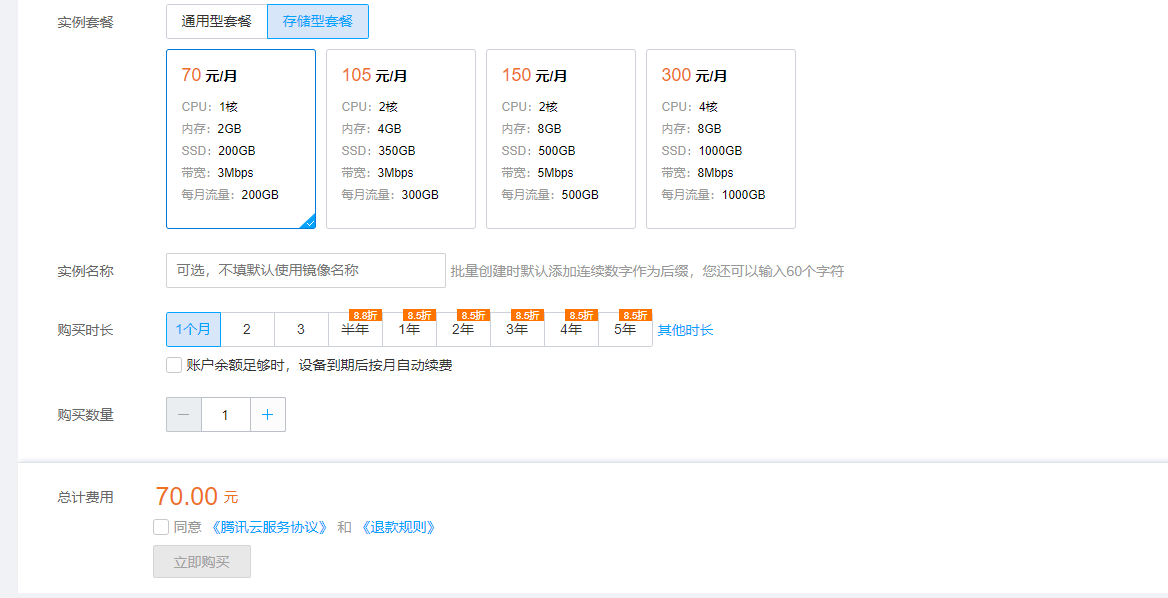 实例套餐 通用型套餐 存储型套餐
70 元/月 105 元/月 150 元/月 300 元/月
CPU：1核 CPU：2核 CPU：2核 CPU：4核
内存：2GB 内存：4GB 内存：8GB 内存：8GB
SSD：200GB SSD：350GB SSD：500GB SSD：1000GB
带宽：3Mbps 带宽：3Mbps 带宽：5Mbps 带宽：8Mbps
每月流量：200GB 每月流量：300GB 每月流量：500GB 每月流量：1000GB
实例名称 可选，不填默认使用镜像名称 批量创建时默认添加连续数字作为后缀，您还可以输入60个字符
8.8折 8.5折 8.5折 8.5折 8.5折 8.5折
购买时长 1个月 2 3 半年 1年 2年 3年 4年 5年 其他时长
账户余额足够时，设备到期后按月自动续费
购买数量 － 1 ＋
总计费用 70.00 元
同意 《腾讯云服务协议》 和 《退款规则》
立即购买